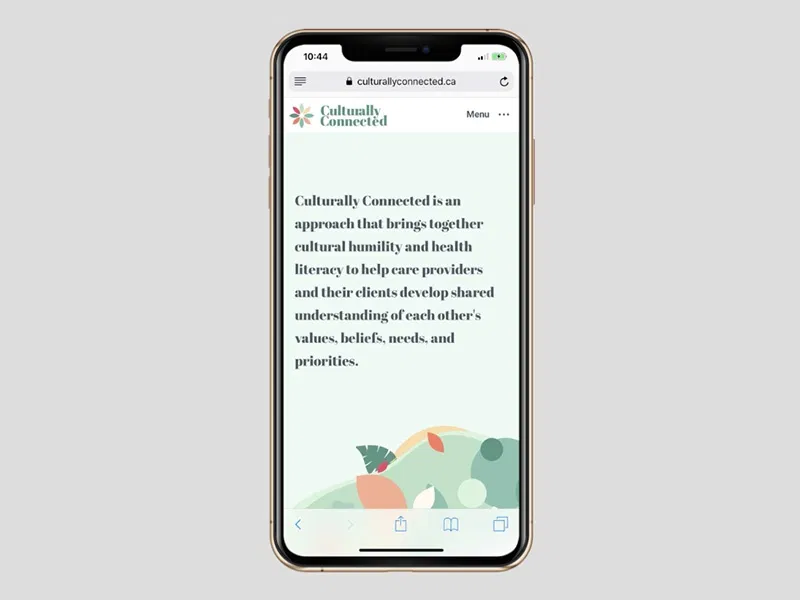 10:44
culturallyconnected.ca
Culturally
Connected
Menu
Culturally Connected is an
approach that brings together
cultural humility and health
literacy to help care providers
and their clients develop shared
understanding of each other's
values, beliefs, needs, and
priorities.